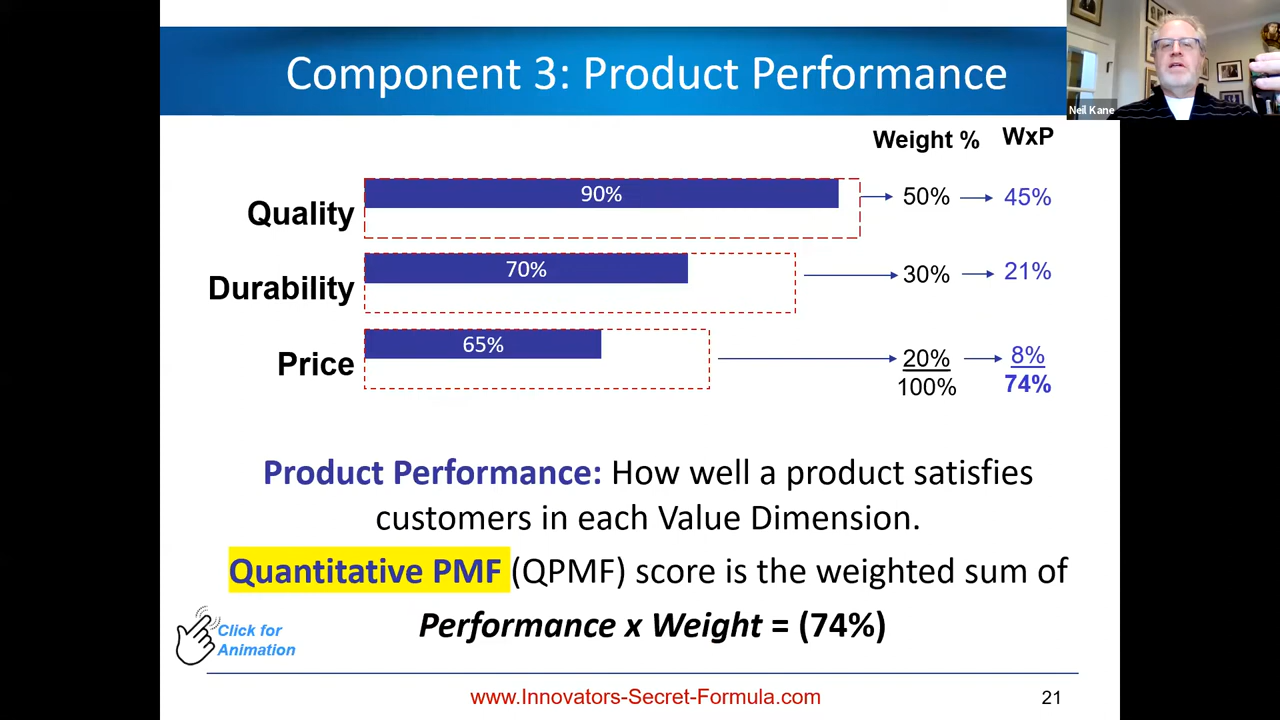 Component 3: Product Performance
Neil Kane
Weight % WxP
Quality 90% 50% 45%
Durability 70% 30% 21%
Price 65% 20% 8%
100% 74%
Product Performance: How well a product satisfies
customers in each Value Dimension.
Quantitative PMF (QPMF) score is the weighted sum of
Performance x Weight = (74%)
Click for
Animation
www.Innovators-Secret-Formula.com 21